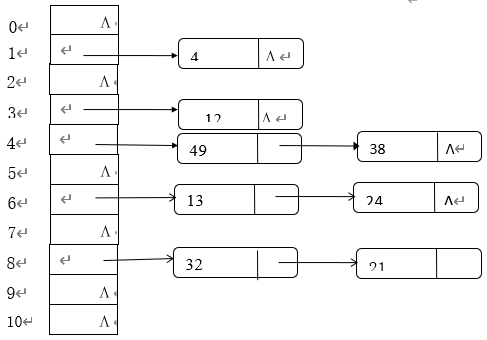 0↵ Λ
1↵ ↵ 4 Λ↵
2↵ Λ
3↵ ↵ 12 Λ↵
4↵ ↵ 49 38 Λ↵
5↵ Λ
6↵ ↵ 13 24 Λ↵
7↵ Λ
8↵ ↵ 32 21
9↵ Λ
10↵ Λ